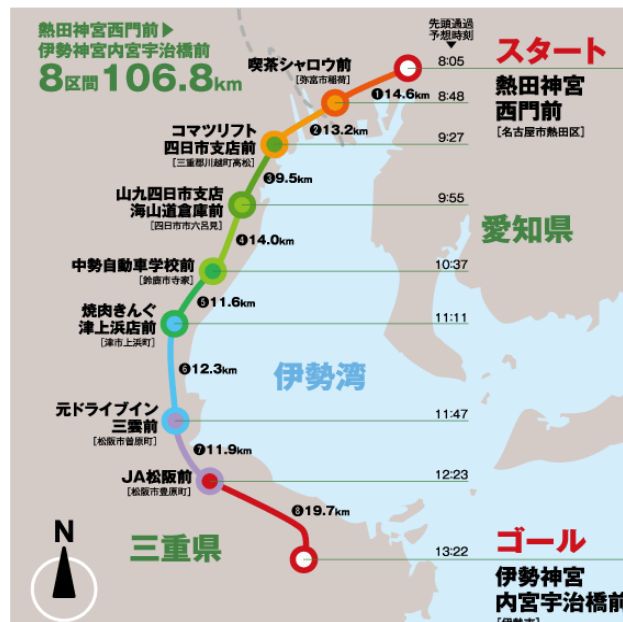 熱田神宮西門前▶
伊勢神宮内宮宇治橋前
8区間 106.8km
先頭通過
予想時刻
▼
スタート
熱田神宮
西門前
[名古屋市熱田区]
8:05
❶14.6km
喫茶シャロウ前
[弥富市稲荷]
8:48
❷13.2km
コマツリフト
四日市支店前
[三重郡川越町高松]
9:27
❸9.5km
山九四日市支店
海山道倉庫前
[四日市市六呂見]
9:55
愛知県
❹14.0km
中勢自動車学校前
[鈴鹿市寺家]
10:37
❺11.6km
焼肉きんぐ
津上浜店前
[津市上浜町]
11:11
❻12.3km
伊勢湾
元ドライブイン
三雲前
[松阪市曽原町]
11:47
❼11.9km
JA松阪前
[松阪市豊原町]
12:23
❽19.7km
N
三重県
13:22
ゴール
伊勢神宮
内宮宇治橋前
[伊勢市]